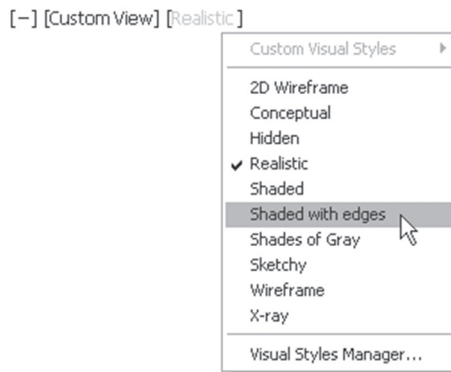 [−] [Custom View] [Realistic]
Custom Visual Styles
2D Wireframe
Conceptual
Hidden
Realistic
Shaded
Shaded with edges
Shades of Gray
Sketchy
Wireframe
X-ray
Visual Styles Manager...